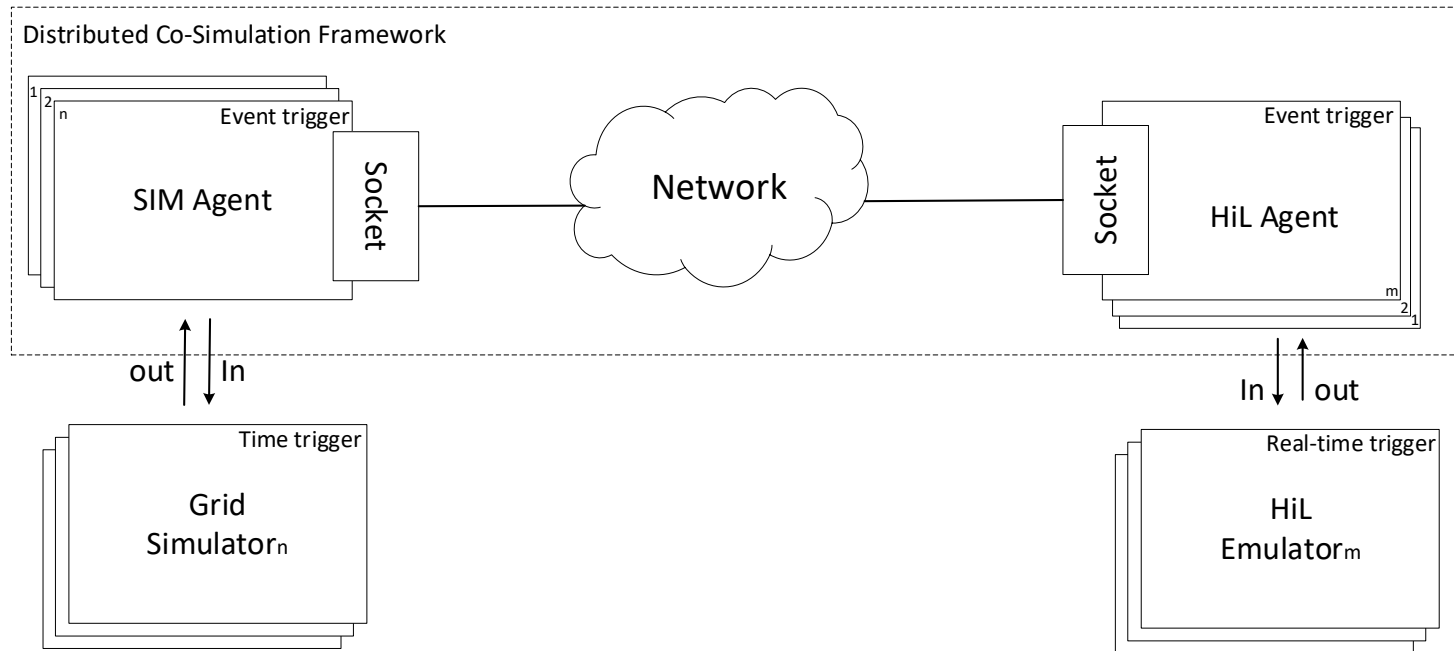 Distributed Co-Simulation Framework
1
2
n
Event trigger
SIM Agent
Socket
Network
Socket
Event trigger
HiL Agent
m
2
1
out
In
In
out
Time trigger
Grid
Simulatorn
Real-time trigger
HiL
Emulatorm